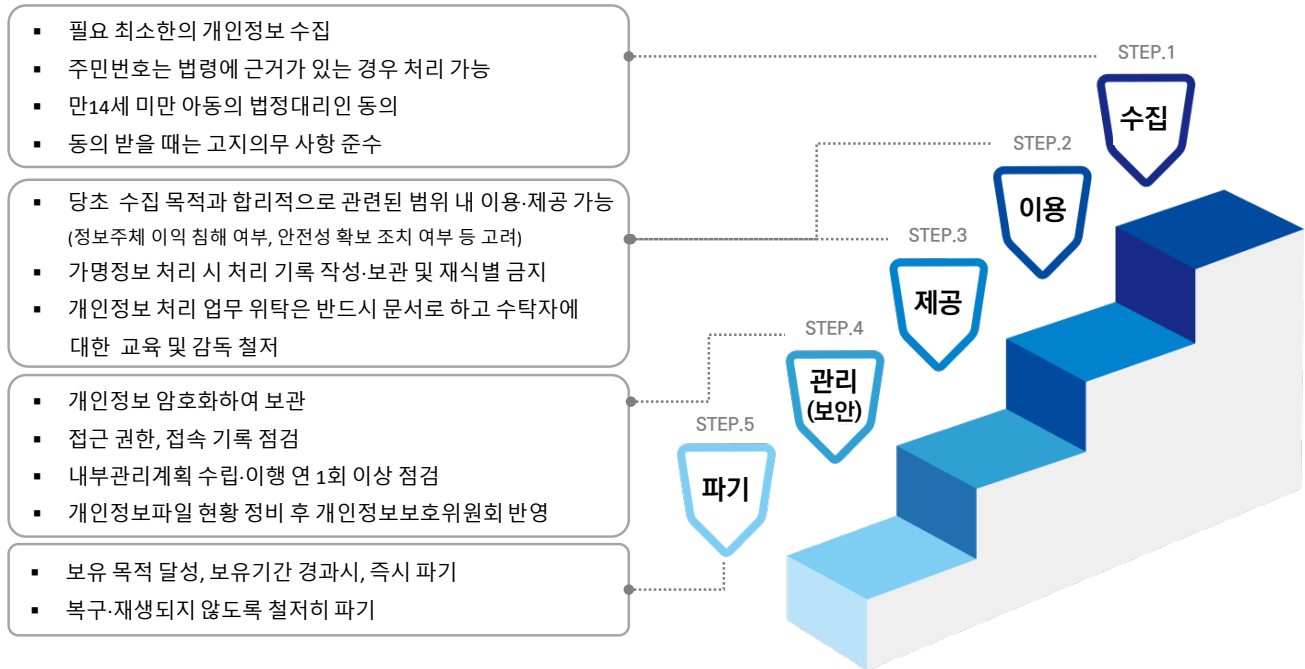 ▪ 필요 최소한의 개인정보 수집
▪ 주민번호는 법령에 근거가 있는 경우 처리 가능
▪ 만14세 미만 아동의 법정대리인 동의
▪ 동의 받을 때는 고지의무 사항 준수
STEP.1
수집
▪ 당초 수집 목적과 합리적으로 관련된 범위 내 이용·제공 가능
(정보주체 이익 침해 여부, 안전성 확보 조치 여부 등 고려)
▪ 가명정보 처리 시 처리 기록 작성·보관 및 재식별 금지
▪ 개인정보 처리 업무 위탁은 반드시 문서로 하고 수탁자에
대한 교육 및 감독 철저
STEP.2
이용
STEP.3
제공
▪ 개인정보 암호화하여 보관
▪ 접근 권한, 접속 기록 점검
▪ 내부관리계획 수립·이행 연 1회 이상 점검
▪ 개인정보파일 현황 정비 후 개인정보보호위원회 반영
STEP.4
관리
(보안)
▪ 보유 목적 달성, 보유기간 경과시, 즉시 파기
▪ 복구·재생되지 않도록 철저히 파기
STEP.5
파기